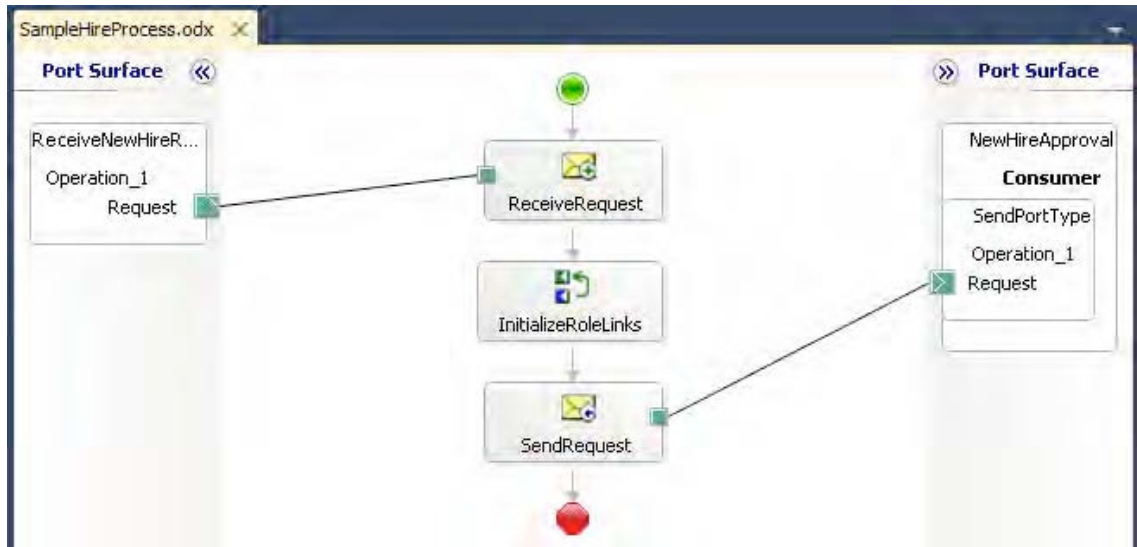 SampleHireProcess.odx
Port Surface
Port Surface
ReceiveNewHireR...
Operation_1
Request
ReceiveRequest
InitializeRoleLinks
SendRequest
NewHireApproval
Consumer
SendPortType
Operation_1
Request